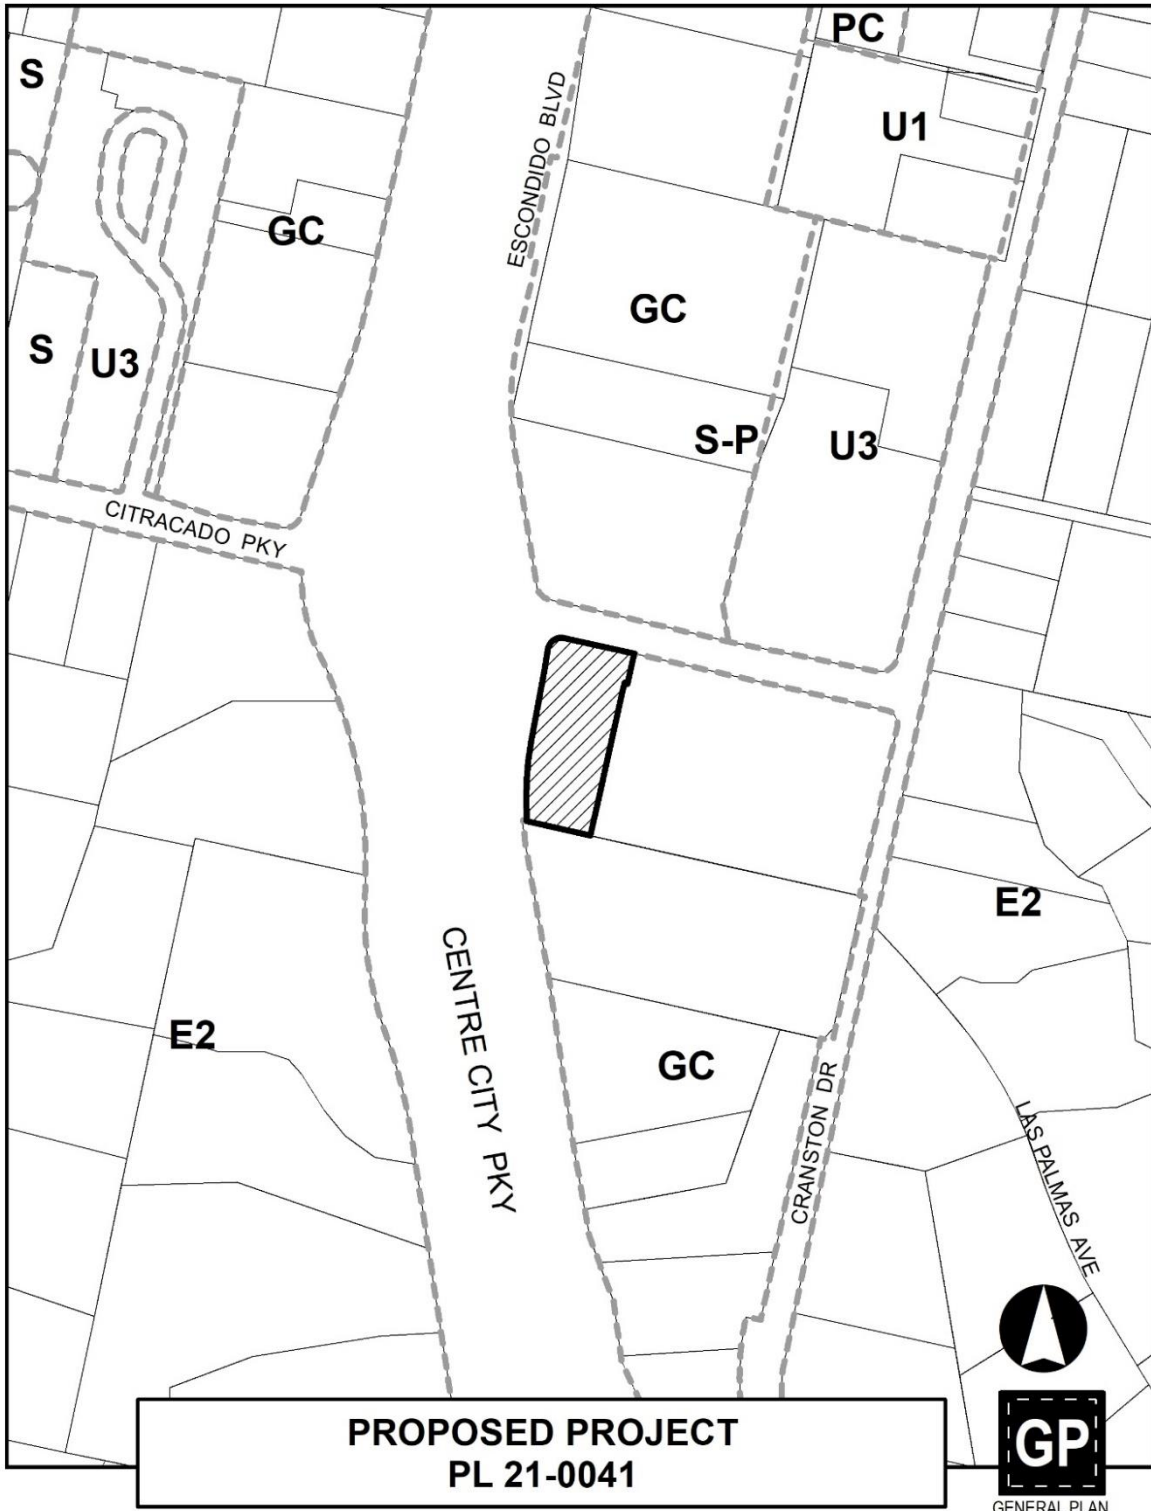 PC
S
U1
ESCONDIDO BLVD
GC
GC
S
U3
S-P
U3
CITRACADO PKY
E2
CENTRE CITY PKY
E2
GC
CRANSTON DR
LAS PALMAS AVE
PROPOSED PROJECT
PL 21-0041
GP
GENERAL PLAN